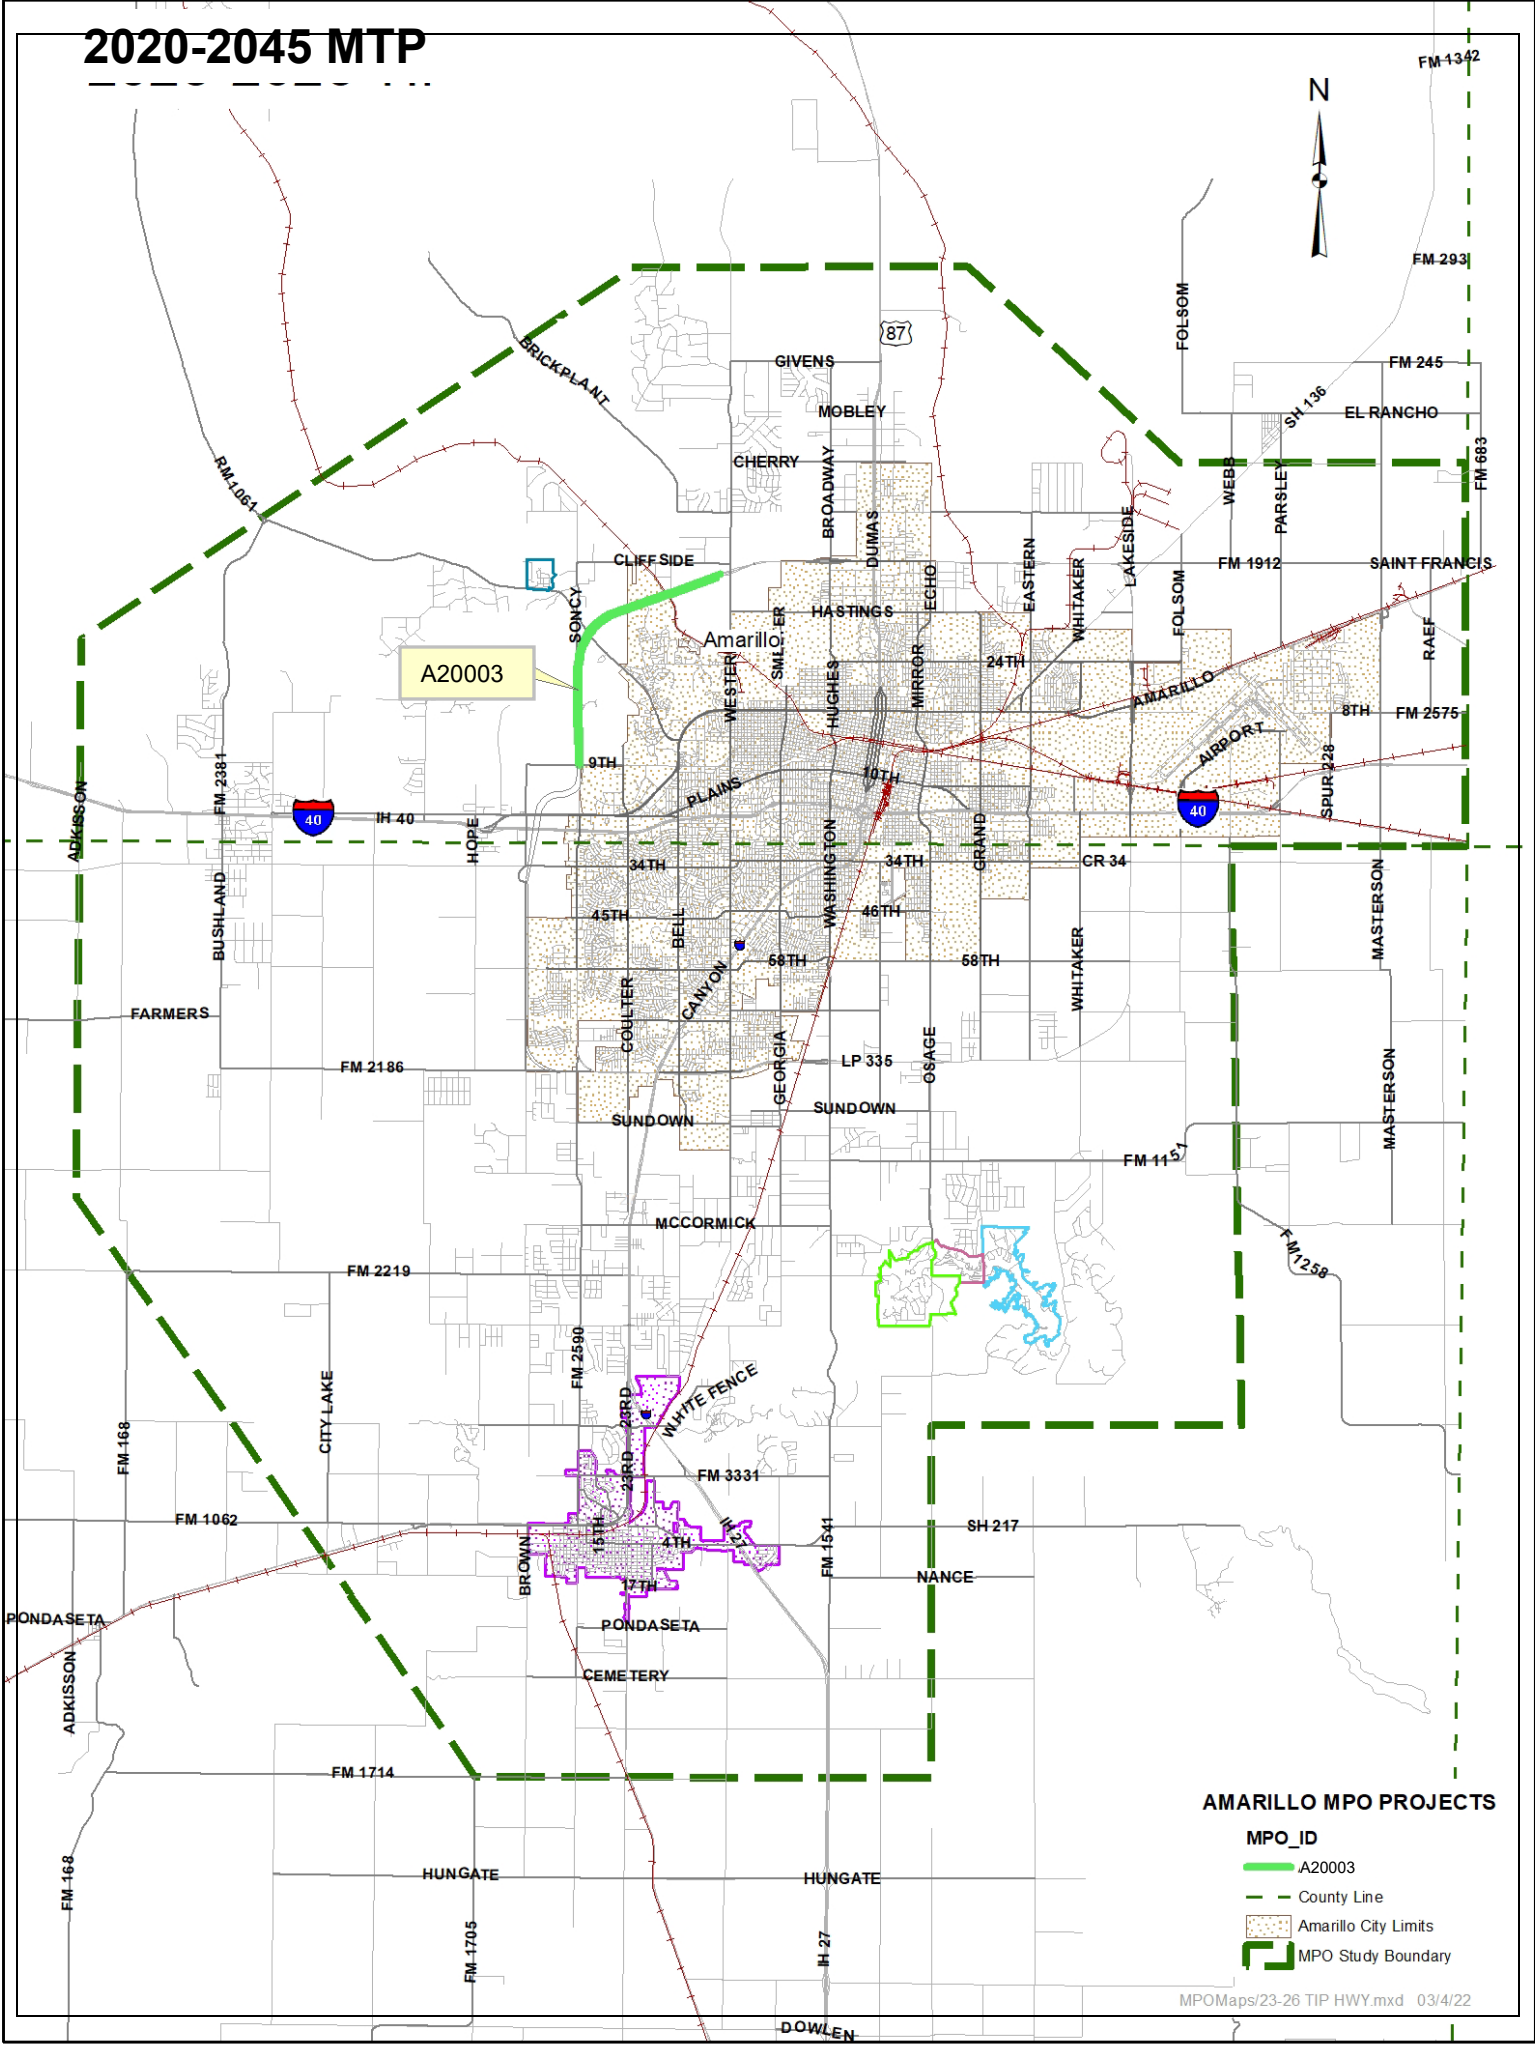 2020-2045 MTP
FM 1342
N
FM 293
FOLSOM
87
BRICKPLANT
GIVENS
FM 245
MOBLEY
SH 136
EL RANCHO
CHERRY
BROADWAY
WEBB
PARSLEY
FM 683
RM 1061
DUMAS
LAKESIDE
CLIFFSIDE
ECHO
EASTERN
WHITAKER
FOLSOM
FM 1912
SAINT FRANCIS
SONCY
HASTINGS
RAEF
Amarillo
24TH
A20003
WESTER
HUGHES
MIRROR
AMARILLO
8TH
FM 2575
AIRPORT
9TH
FM 2381
ADKISSON
PLAINS
10TH
SPUR 228
40
IH 40
40
HOPE
WASHINGTON
GRAND
34TH
34TH
CR 34
BUSHLAND
45TH
BELL
46TH
MASTERSON
58TH
58TH
WHITAKER
CANYON
COULTER
FARMERS
GEORGIA
OSAGE
FM 2186
LP 335
MASTERSON
SUNDOWN
SUNDOWN
FM 1151
MCCORMICK
FM 1258
FM 2219
FM 2590
WHITE FENCE
23RD
CITY LAKE
FM 168
23RD
FM 3331
FM 1062
15TH
4TH
IH 27
FM 1541
SH 217
BROWN
17TH
NANCE
PONDASETA
PONDASETA
CEMETERY
ADKISSON
FM 1714
AMARILLO MPO PROJECTS
MPO_ID
A20003
County Line
Amarillo City Limits
MPO Study Boundary
FM 168
HUNGATE
HUNGATE
FM 1705
IH 27
MPOMaps/23-26 TIP HWY.mxd 03/4/22
DOWLEN